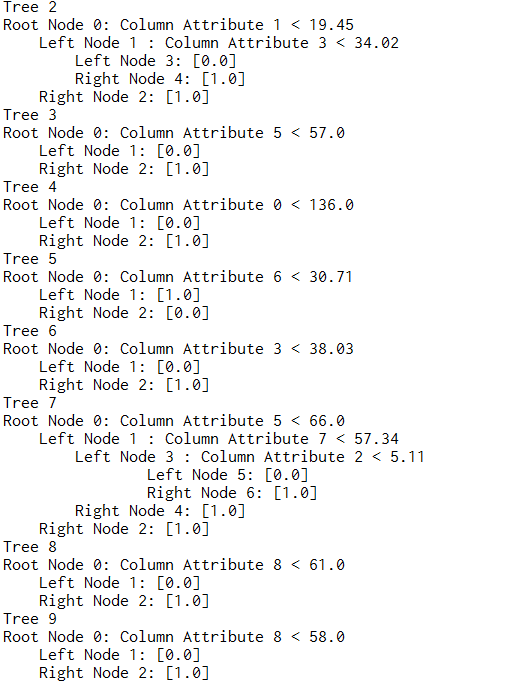 Tree 2
Root Node 0: Column Attribute 1 < 19.45
    Left Node 1 : Column Attribute 3 < 34.02
        Left Node 3: [0.0]
        Right Node 4: [1.0]
    Right Node 2: [1.0]
Tree 3
Root Node 0: Column Attribute 5 < 57.0
    Left Node 1: [0.0]
    Right Node 2: [1.0]
Tree 4
Root Node 0: Column Attribute 0 < 136.0
    Left Node 1: [0.0]
    Right Node 2: [1.0]
Tree 5
Root Node 0: Column Attribute 6 < 30.71
    Left Node 1: [1.0]
    Right Node 2: [0.0]
Tree 6
Root Node 0: Column Attribute 3 < 38.03
    Left Node 1: [0.0]
    Right Node 2: [1.0]
Tree 7
Root Node 0: Column Attribute 5 < 66.0
    Left Node 1 : Column Attribute 7 < 57.34
        Left Node 3 : Column Attribute 2 < 5.11
                Left Node 5: [0.0]
                Right Node 6: [1.0]
        Right Node 4: [1.0]
    Right Node 2: [1.0]
Tree 8
Root Node 0: Column Attribute 8 < 61.0
    Left Node 1: [0.0]
    Right Node 2: [1.0]
Tree 9
Root Node 0: Column Attribute 8 < 58.0
    Left Node 1: [0.0]
    Right Node 2: [1.0]